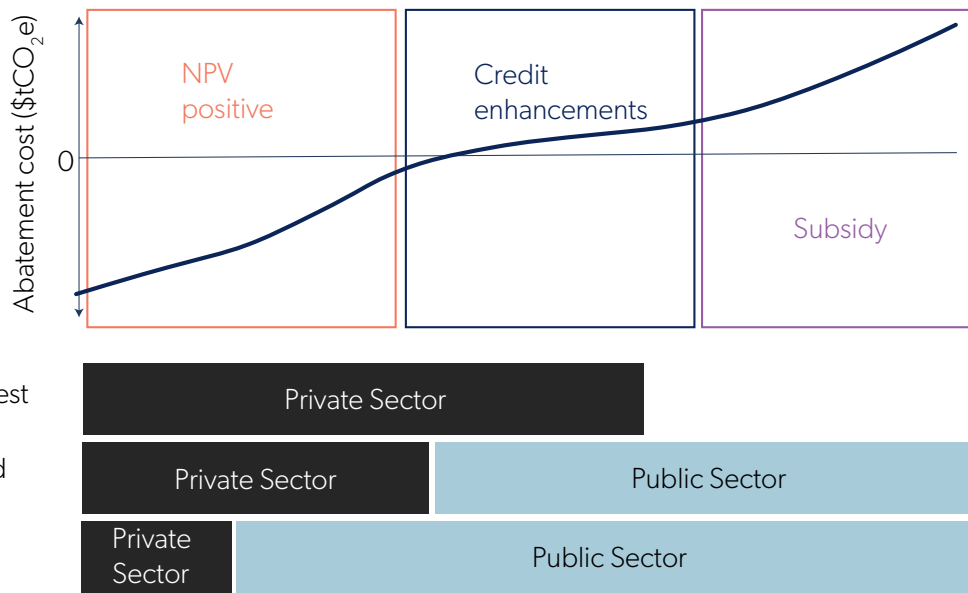 Abatement cost ($tCO₂e)
NPV
positive
Credit
enhancements
0
Subsidy
Private Sector
Private Sector
Public Sector
Private
Sector
Public Sector